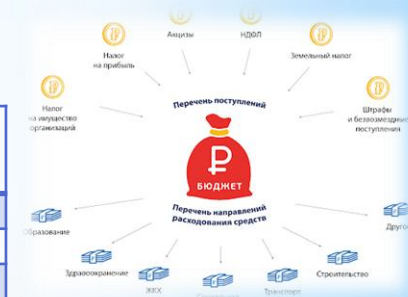 Акцизы
НДФЛ
Налог
на прибыль
Земельный налог
Налог
на имущество
организаций
Штрафы
и безвозмездные
поступления
Перечень поступлений
₽
БЮДЖЕТ
Перечень направлений
расходования средств
Образование
Друго
Здравоохранение
ЖКХ
Транспорт
Строительство